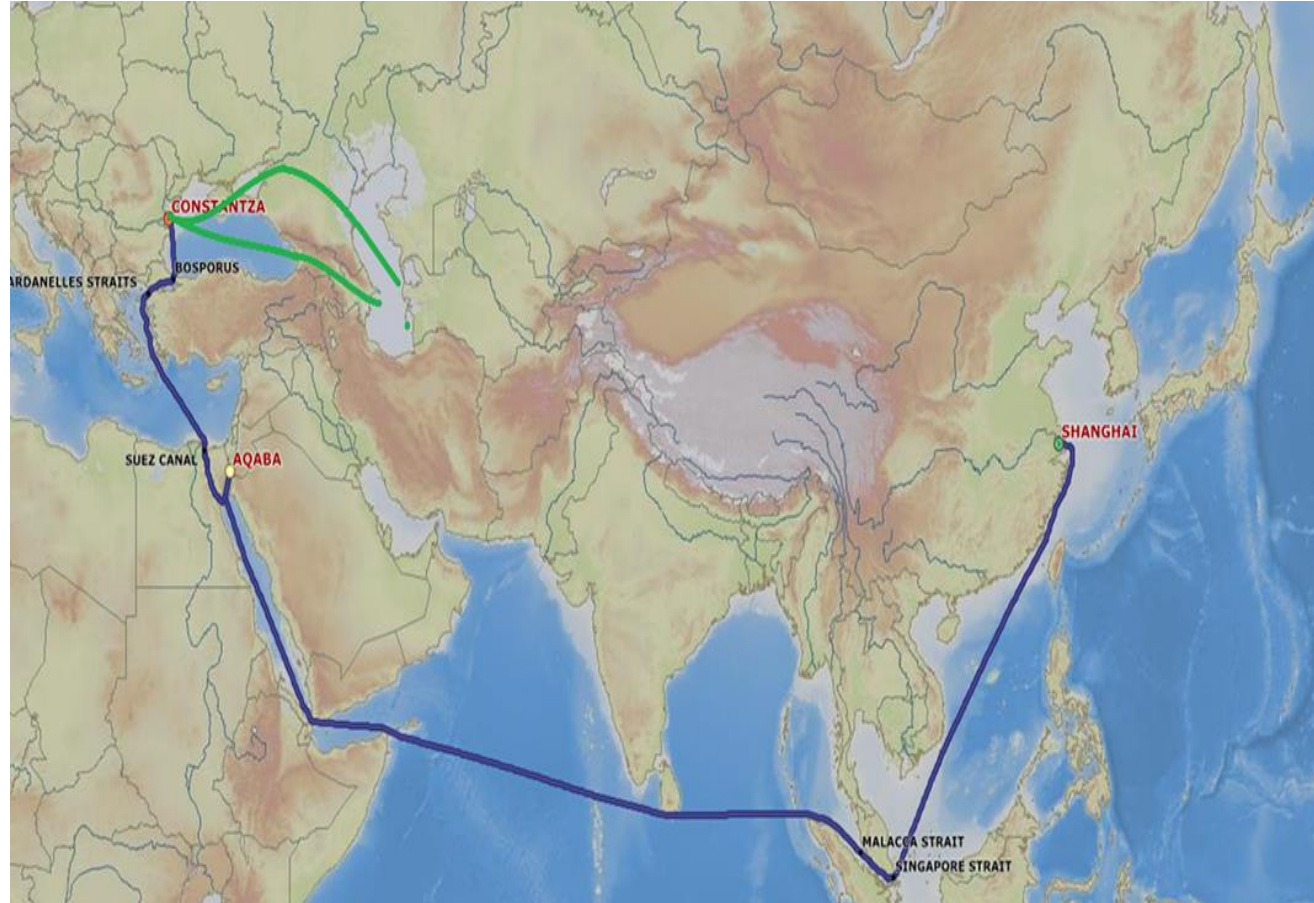 CONSTANTZA
BOSPORUS
ARDANELLES STRAITS
SUEZ CANAL
AQABA
SHANGHAI
MALACCA STRAIT
SINGAPORE STRAIT